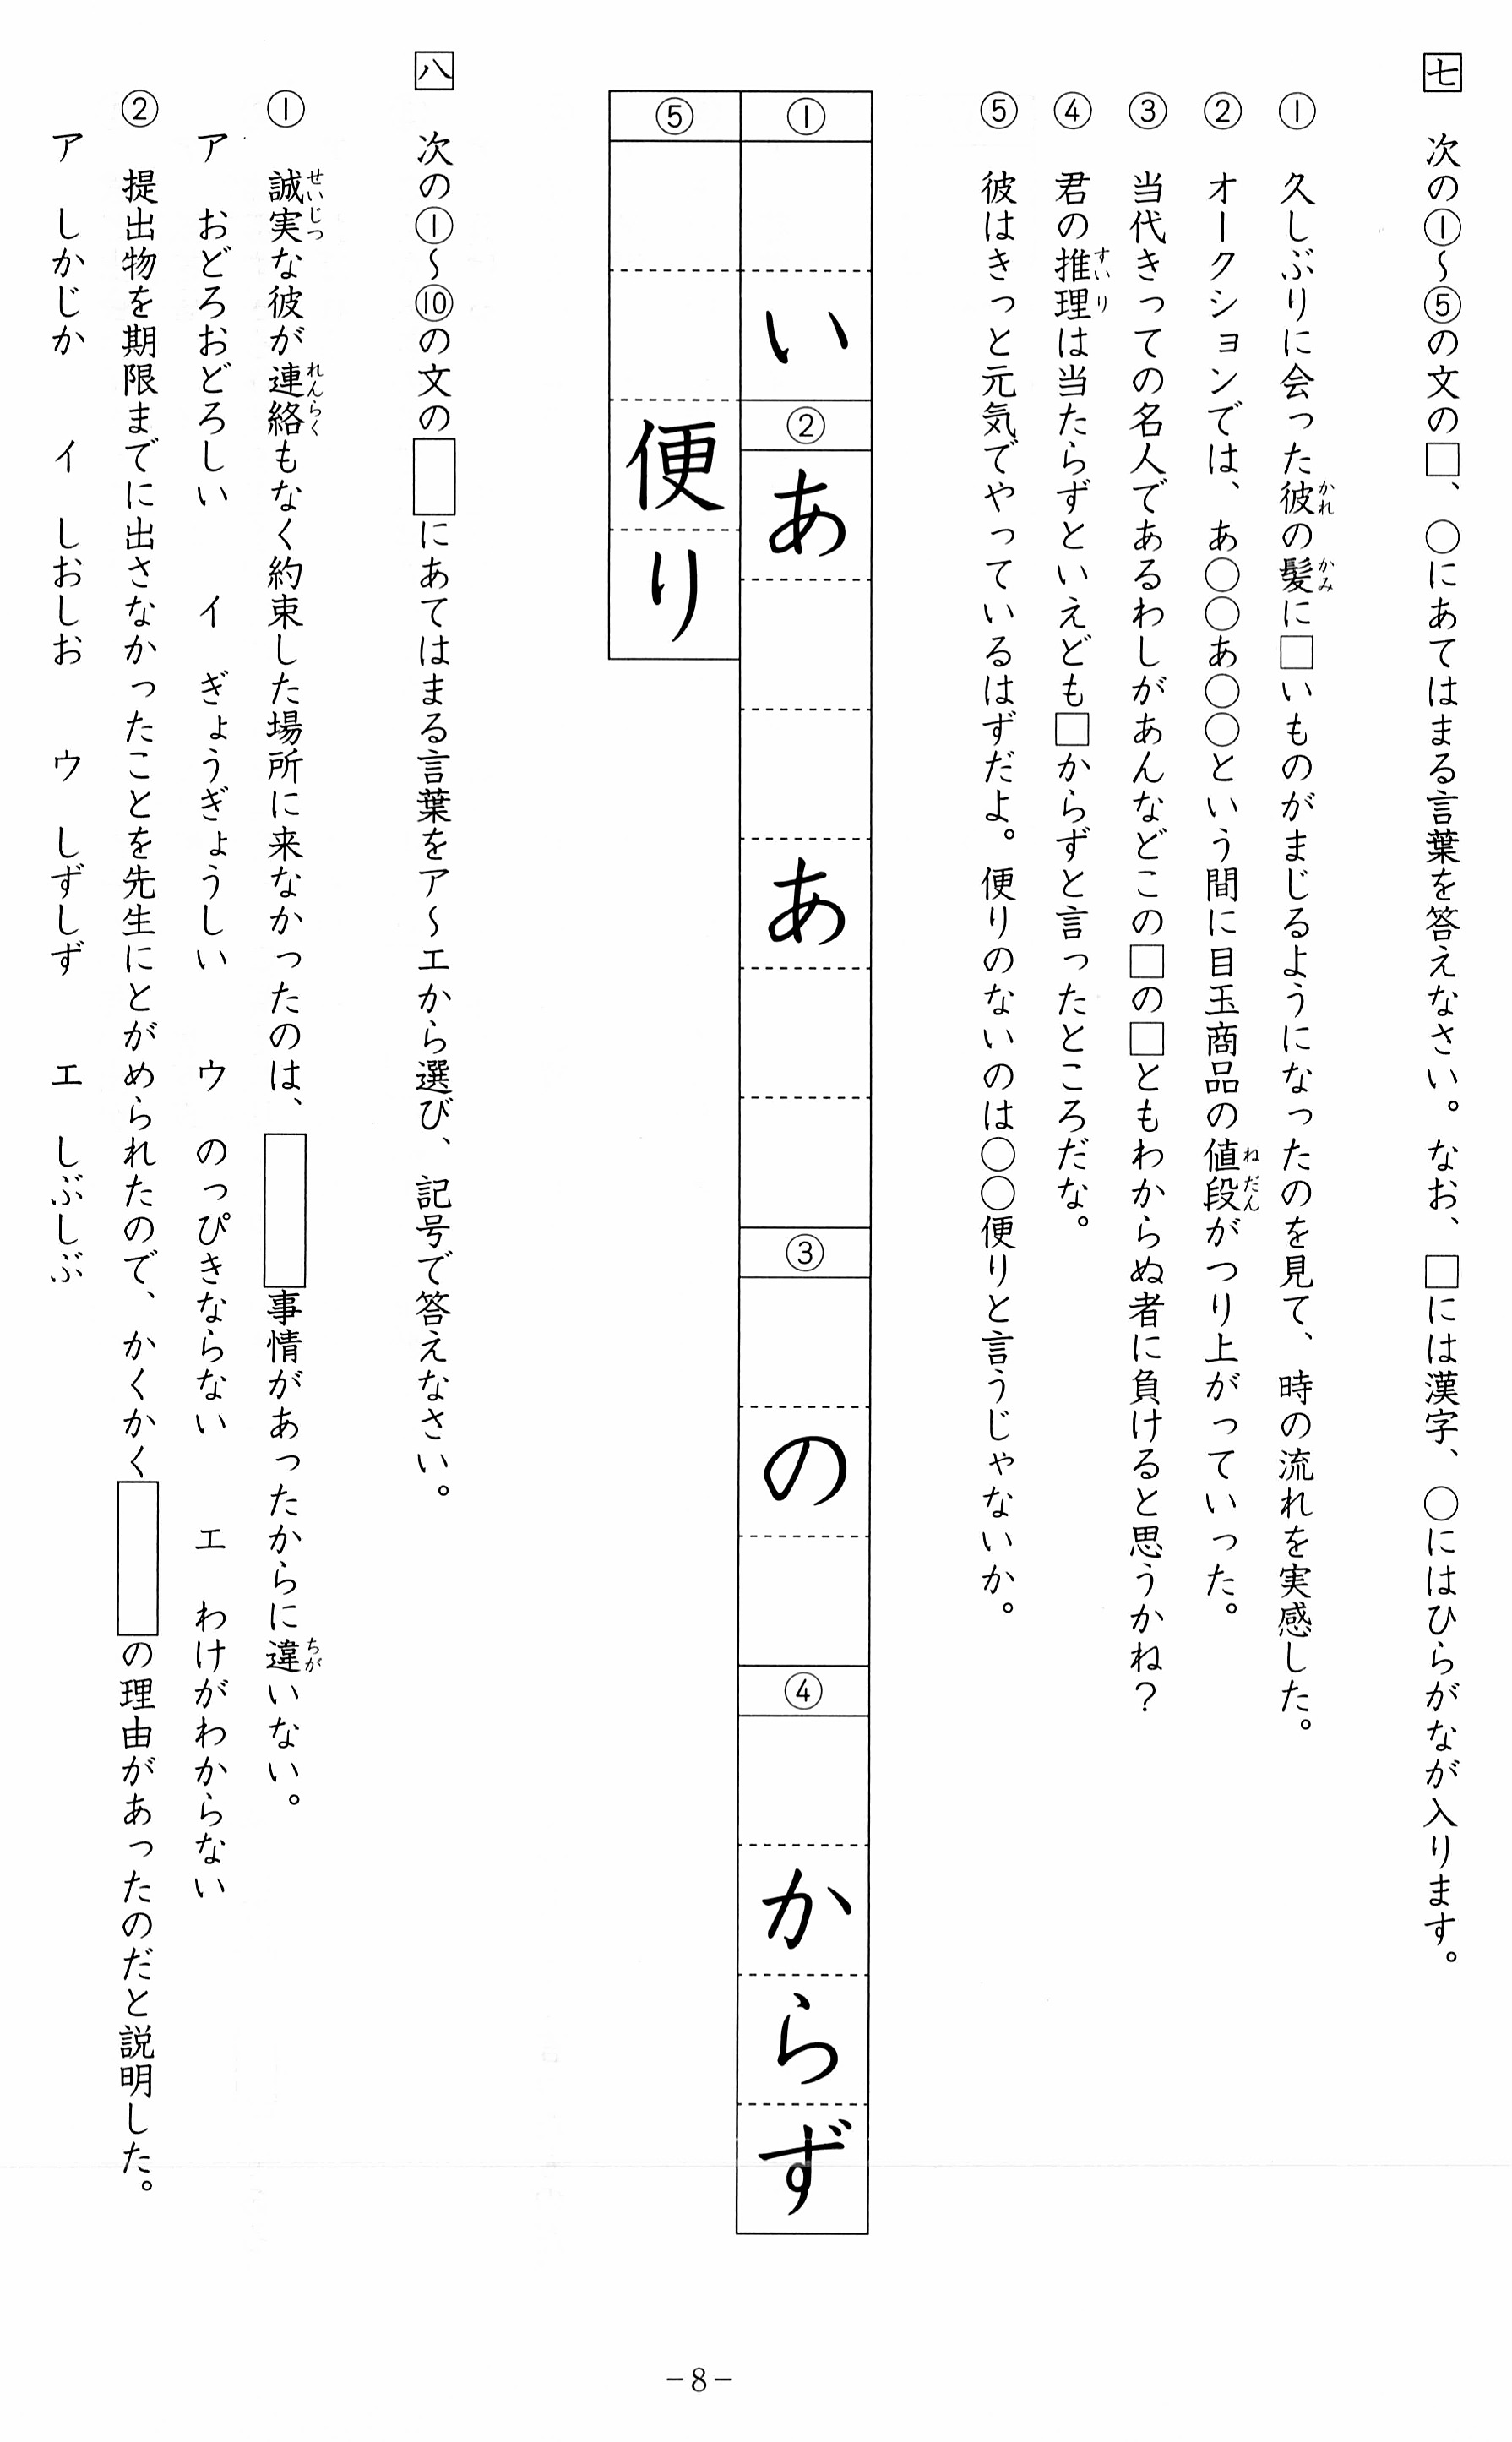 七 次の①～⑤の文の□、○にあてはまる言葉を答えなさい。なお、□には漢字、○にはひらがなが入ります。
① 久しぶりに会った彼の髪に□いものがまじるようになったのを見て、時の流れを実感した。
かれ
かみ
② オークションでは、あ○○あ○○という間に目玉商品の値段がつり上がっていった。
ねだん
③ 当代きっての名人であるわしがあんなどこの□の□ともわからぬ者に負けると思うかね?
④ 君の推理は当たらずといえども□からずと言ったところだな。
すいり
⑤ 彼はきっと元気でやっているはずだよ。便りのないのは○○便りと言うじゃないか。
① い ② あ あ ③ の ④ からず
⑤ 便り
八 次の①～⑩の文の□にあてはまる言葉をア～エから選び、記号で答えなさい。
① 誠実な彼が連絡もなく約束した場所に来なかったのは、□事情があったからに違いない。
せいじつ
れんらく
ちが
ア おどろおどろしい イ ぎょうぎょうしい ウ のっぴきならない エ わけがわからない
② 提出物を期限までに出さなかったことを先生にとがめられたので、かくかく□の理由があったのだと説明した。
ア しかじか イ しおしお ウ しずしず エ しぶしぶ
-8-